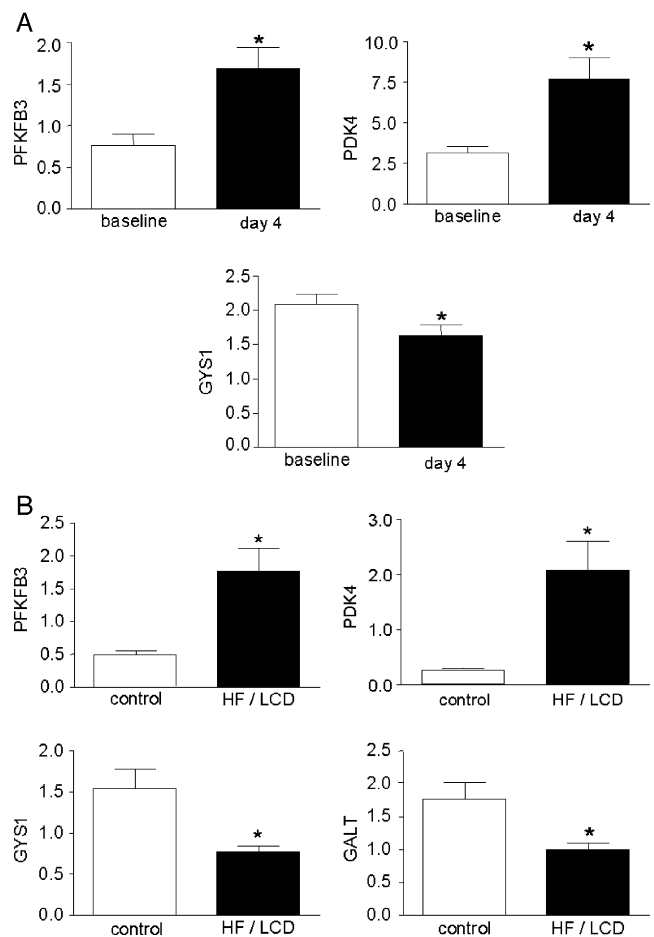 A
PFKFB3
2.0
1.5
1.0
0.5
0.0
baseline
day 4
*
PDK4
10.0
7.5
5.0
2.5
0.0
baseline
day 4
*
GYS1
2.5
2.0
1.5
1.0
0.5
0.0
baseline
day 4
*
B
PFKFB3
2.5
2.0
1.5
1.0
0.5
0.0
control
HF / LCD
*
PDK4
3.0
2.0
1.0
0.0
control
HF / LCD
*
GYS1
2.0
1.5
1.0
0.5
0.0
control
HF / LCD
*
GALT
2.5
2.0
1.5
1.0
0.5
0.0
control
HF / LCD
*